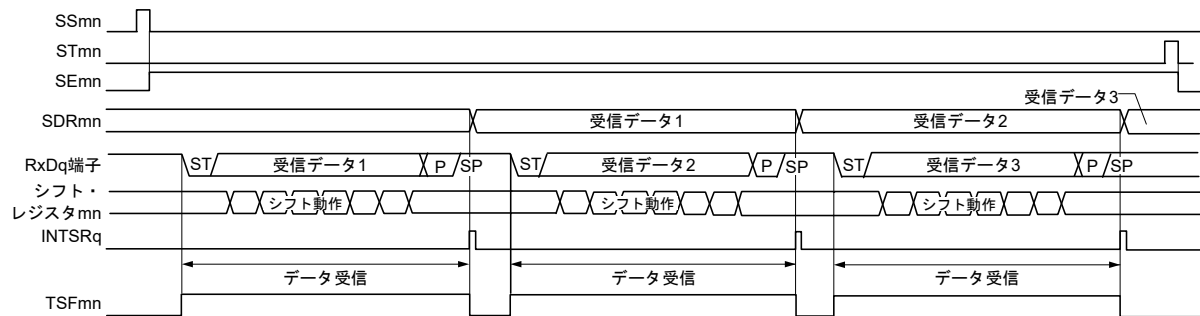 SSmn
STmn
SEmn
受信データ3
SDRmn 受信データ1 受信データ2
RxDq端子 ST 受信データ1 P SP ST 受信データ2 P SP ST 受信データ3 P SP
シフト・
レジスタmn シフト動作 シフト動作 シフト動作
INTSRq
データ受信 データ受信 データ受信
TSFmn